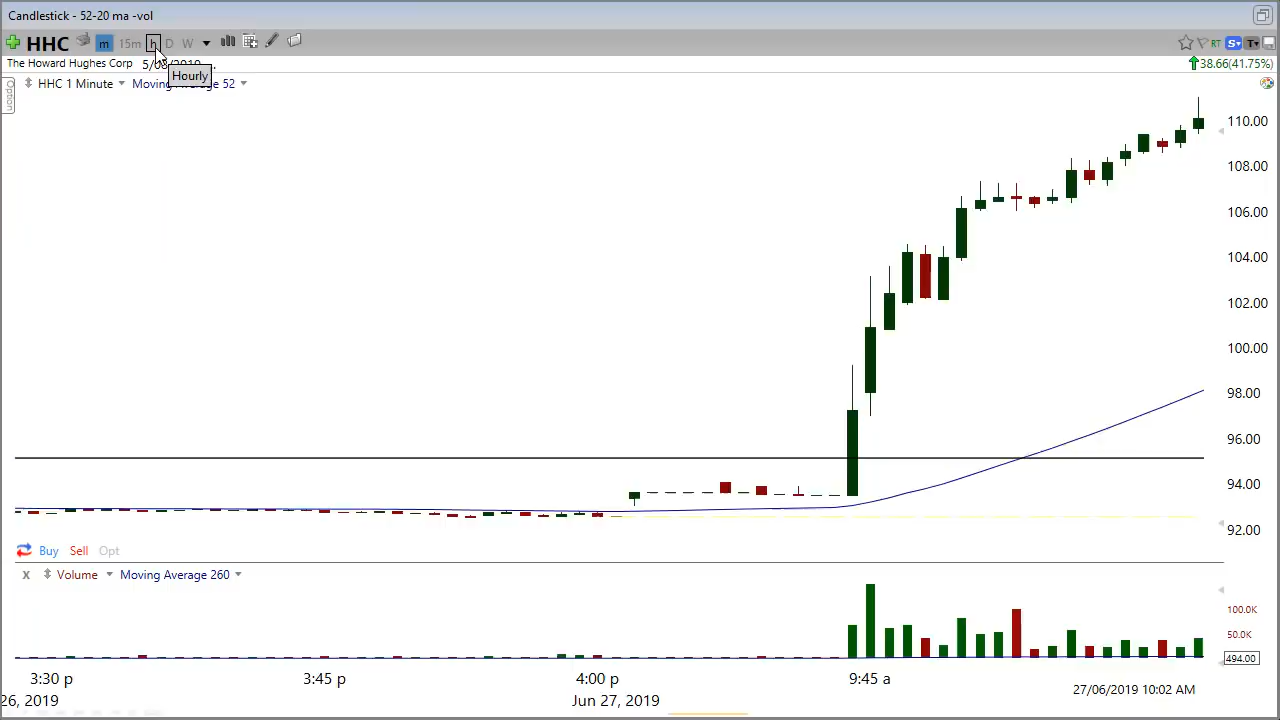 Candlestick - 52-20 ma -vol
HHC m 15m h D W RT S T
The Howard Hughes Corp 38.66(41.75%)
Hourly
Option
HHC 1 Minute Moving Average 52
110.00
108.00
106.00
104.00
102.00
100.00
98.00
96.00
94.00
92.00
Buy Sell Opt
x Volume Moving Average 260
100.0K
50.0K
494.00
3:30 p 3:45 p 4:00 p 9:45 a
26, 2019 Jun 27, 2019 27/06/2019 10:02 AM